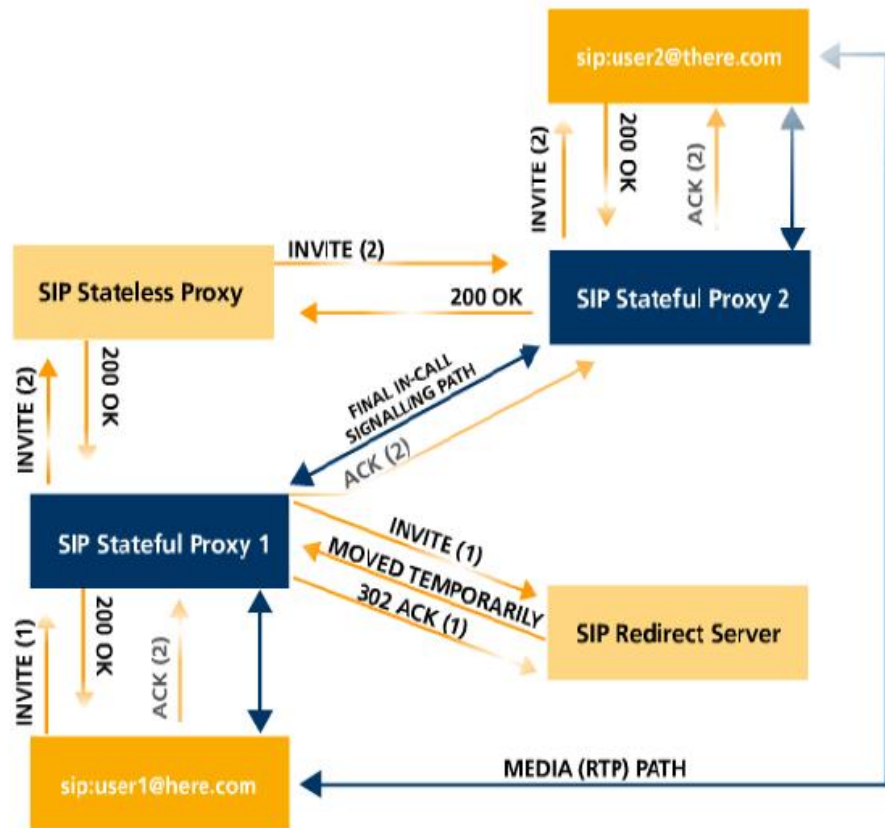 sip:user2@there.com
INVITE (2)
200 OK
ACK (2)
INVITE (2)
SIP Stateless Proxy
200 OK
SIP Stateful Proxy 2
INVITE (2)
200 OK
FINAL IN-CALL
SIGNALLING PATH
ACK (2)
SIP Stateful Proxy 1
INVITE (1)
MOVED TEMPORARILY
302 ACK (1)
SIP Redirect Server
INVITE (1)
200 OK
ACK (2)
sip:user1@here.com
MEDIA (RTP) PATH